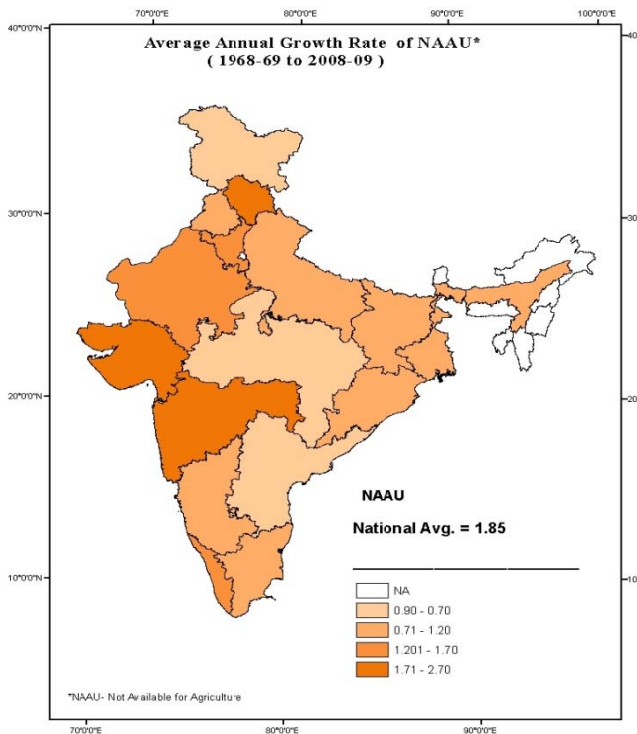 70°0'0"E 80°0'0"E 90°0'0"E 100°0'0"E
40°0'0"N 40
Average Annual Growth Rate of NAAU*
( 1968-69 to 2008-09 )
30°0'0"N 30
20°0'0"N 20
NAAU
National Avg. = 1.85
10°0'0"N 10
NA
0.90 - 0.70
0.71 - 1.20
1.201 - 1.70
1.71 - 2.70
*NAAU- Not Available for Agriculture
70°0'0"E 80°0'0"E 90°0'0"E